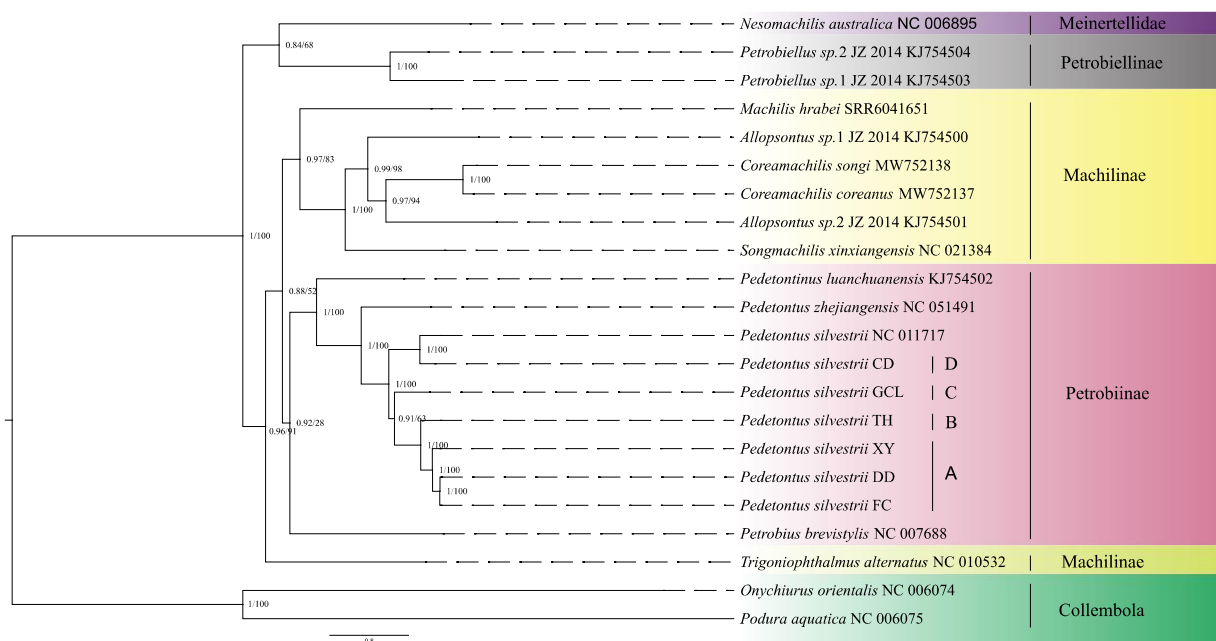 Nesomachilis australica NC 006895 Meinertellidae
0.84/68
Petrobiellus sp.2 JZ 2014 KJ754504
1/100
Petrobiellinae
Petrobiellus sp.1 JZ 2014 KJ754503
Machilis hrabei SRR6041651
Allopsontus sp.1 JZ 2014 KJ754500
0.97/83
0.99/98
Coreamachilis songi MW752138
1/100
Machilinae
Coreamachilis coreanus MW752137
0.97/94
1/100
Allopsontus sp.2 JZ 2014 KJ754501
1/100
Songmachilis xinxiangensis NC 021384
Pedetontinus luanchuanensis KJ754502
0.88/52
Pedetontus zhejiangensis NC 051491
1/100
Pedetontus silvestrii NC 011717
1/100
1/100
Pedetontus silvestrii CD D
1/100
Pedetontus silvestrii GCL C
Petrobiinae
0.91/63
Pedetontus silvestrii TH B
0.92/28
0.96/91
1/100
Pedetontus silvestrii XY
1/100
Pedetontus silvestrii DD A
1/100
Pedetontus silvestrii FC
Petrobius brevistylis NC 007688
Trigoniophthalmus alternatus NC 010532 Machilinae
Onychiurus orientalis NC 006074
1/100
Collembola
Podura aquatica NC 006075
0.8